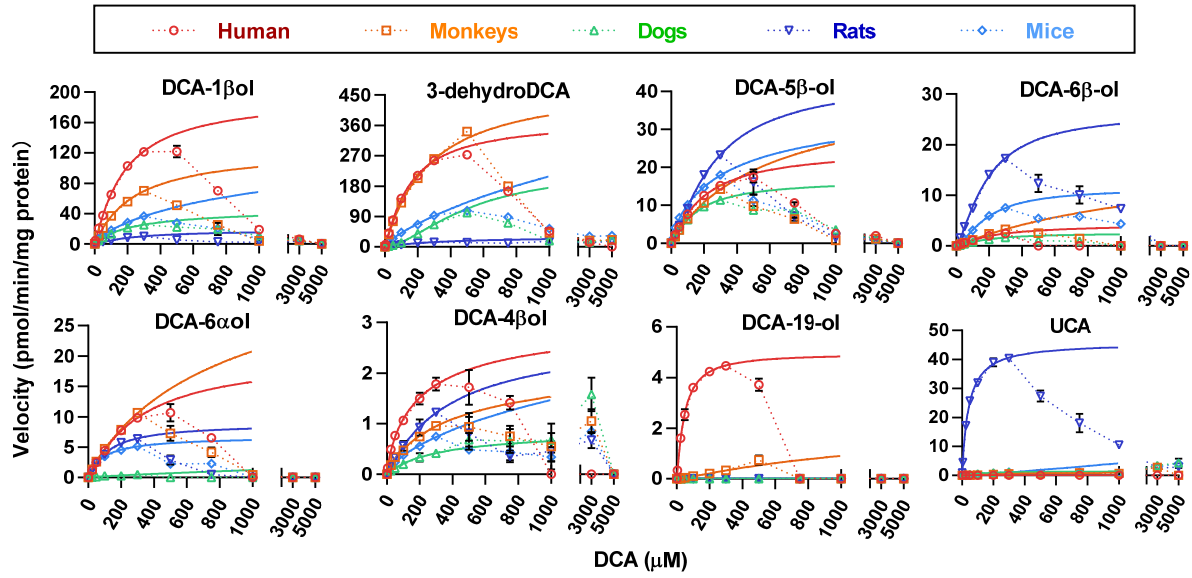 Human Monkeys Dogs Rats Mice
DCA-1βol 3-dehydroDCA DCA-5β-ol DCA-6β-ol
200 160 120 80 40 0
450 360 270 180 90 0
40 30 20 10 0
30 20 10 0
0 200 400 600 800 1000 3000 5000
0 200 400 600 800 1000 3000 5000
0 200 400 600 800 1000 3000 5000
0 200 400 600 800 1000 3000 5000
DCA-6αol DCA-4βol DCA-19-ol UCA
25 20 15 10 5 0
3 2 1 0
6 4 2 0
50 40 30 20 10 0
0 200 400 600 800 1000 3000 5000
0 200 400 600 800 1000 3000 5000
0 200 400 600 800 1000 3000 5000
0 200 400 600 800 1000 3000 5000
Velocity (pmol/min/mg protein)
DCA (μM)